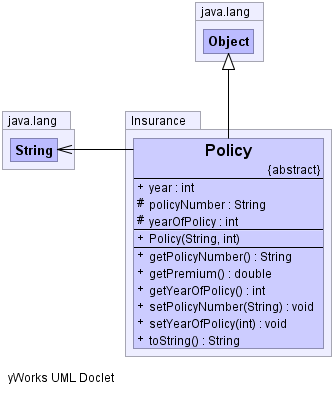 java.lang
Object
java.lang
String
Insurance
Policy
{abstract}
+ year : int
# policyNumber : String
# yearOfPolicy : int
+ Policy(String, int)
+ getPolicyNumber() : String
+ getPremium() : double
+ getYearOfPolicy() : int
+ setPolicyNumber(String) : void
+ setYearOfPolicy(int) : void
+ toString() : String
yWorks UML Doclet